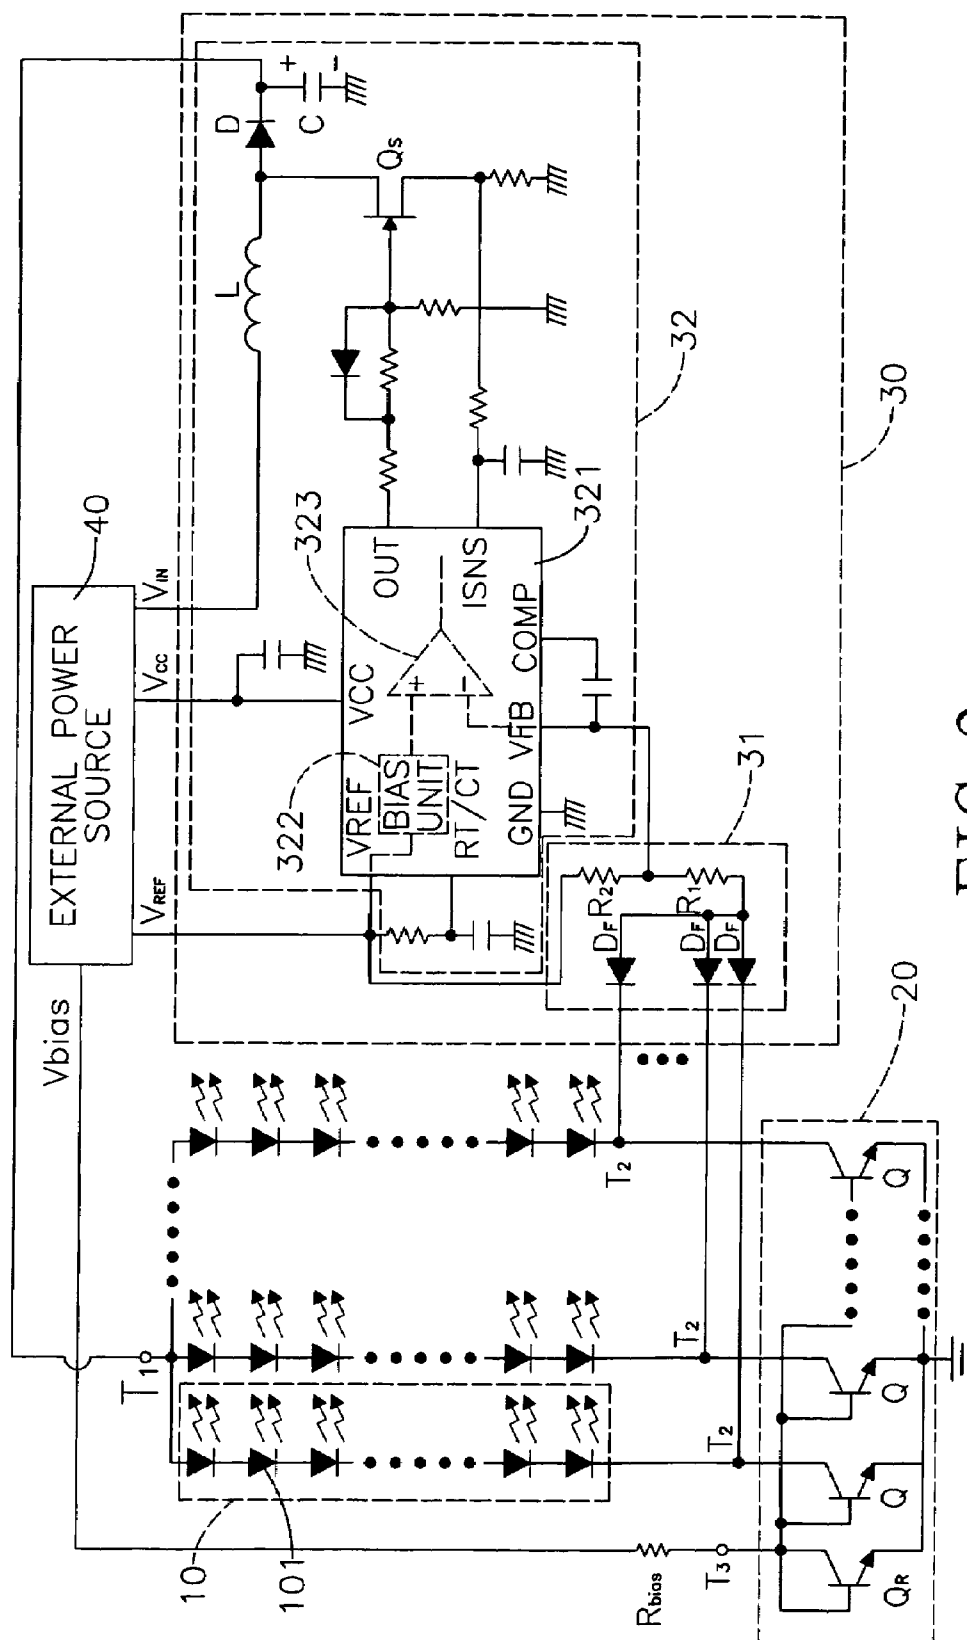 EXTERNAL POWER
SOURCE
40
Vbias
VREF
VCC
VIN
L
D
C
+
-
Qs
323
322
VREF
VCC
OUT
BIAS
UNIT
+
-
RT/CT
ISNS
GND
VFB
COMP
321
32
30
31
R2
R1
DF
DF
DF
T1
T2
T2
T2
T3
10
101
Rbias
20
Q
Q
Q
QR